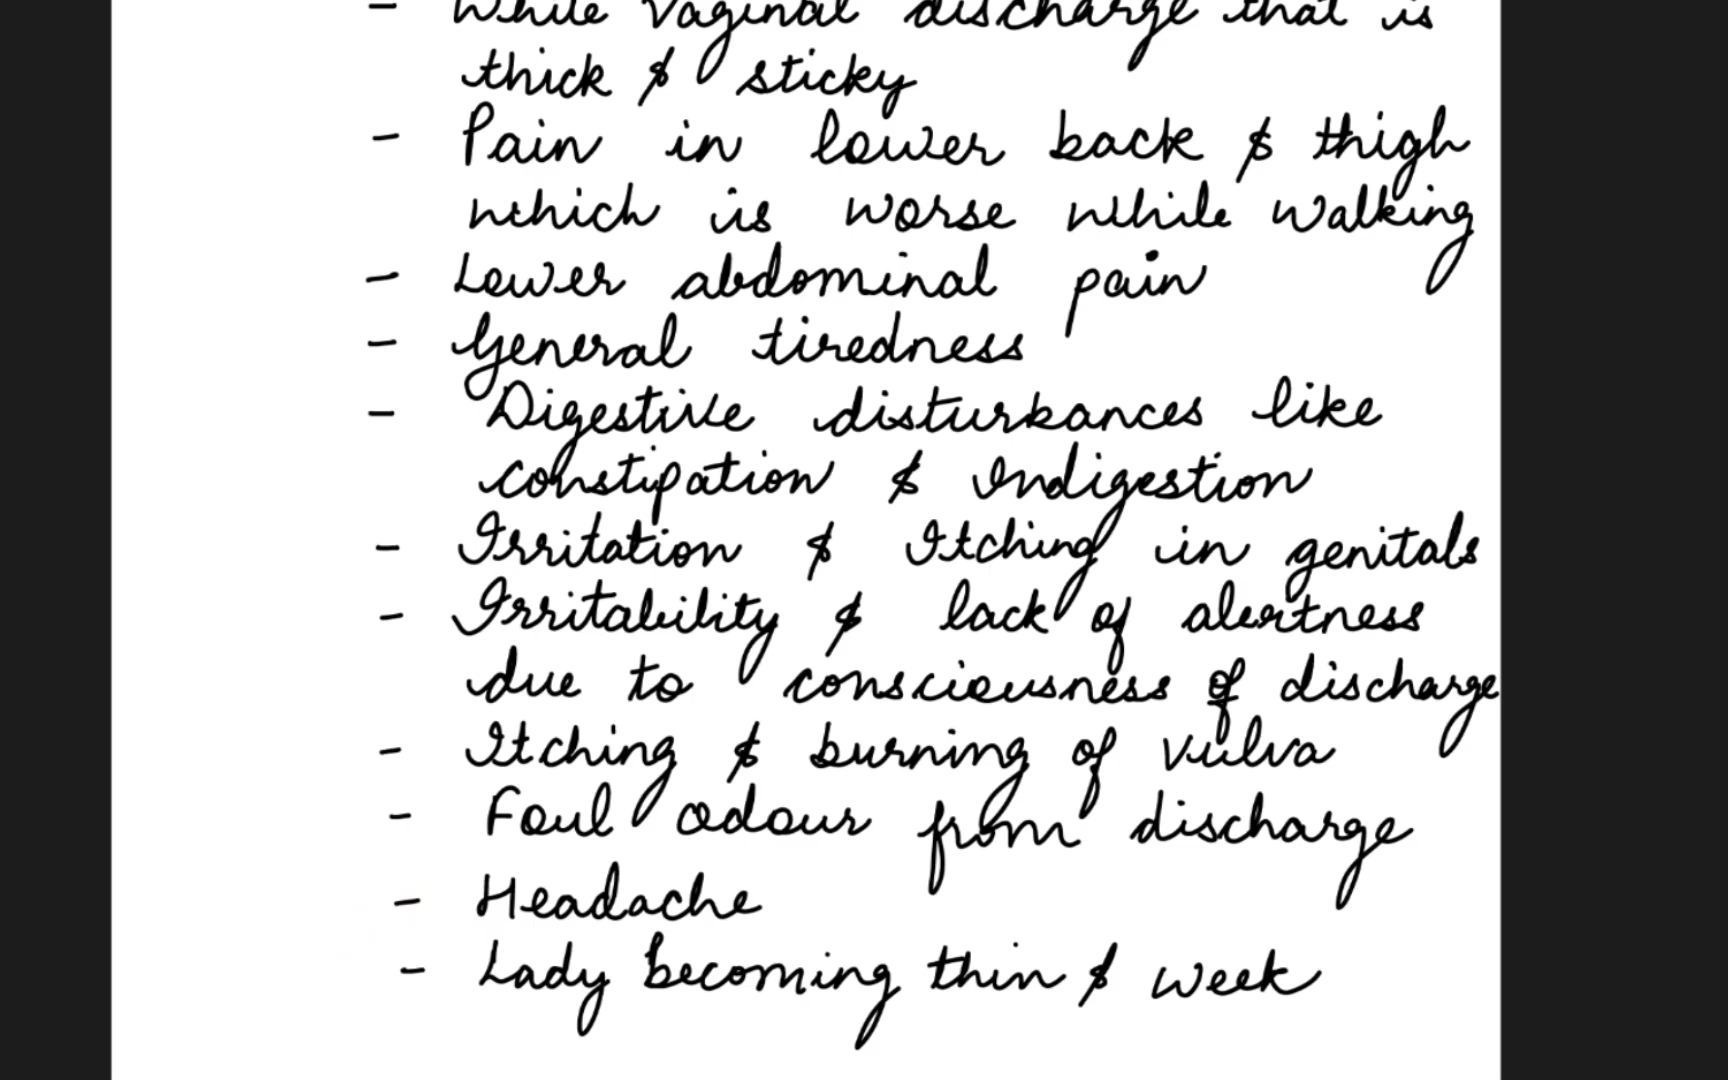 - White vaginal discharge that is
thick & sticky
- Pain in lower back & thigh
which is worse while walking
- Lower abdominal pain
- General tiredness
- Digestive disturbances like
constipation & Indigestion
- Irritation & Itching in genitals
- Irritability & lack of alertness
due to consciousness of discharge
- Itching & burning of vulva
- Foul odour from discharge
- Headache
- Lady becoming thin & week